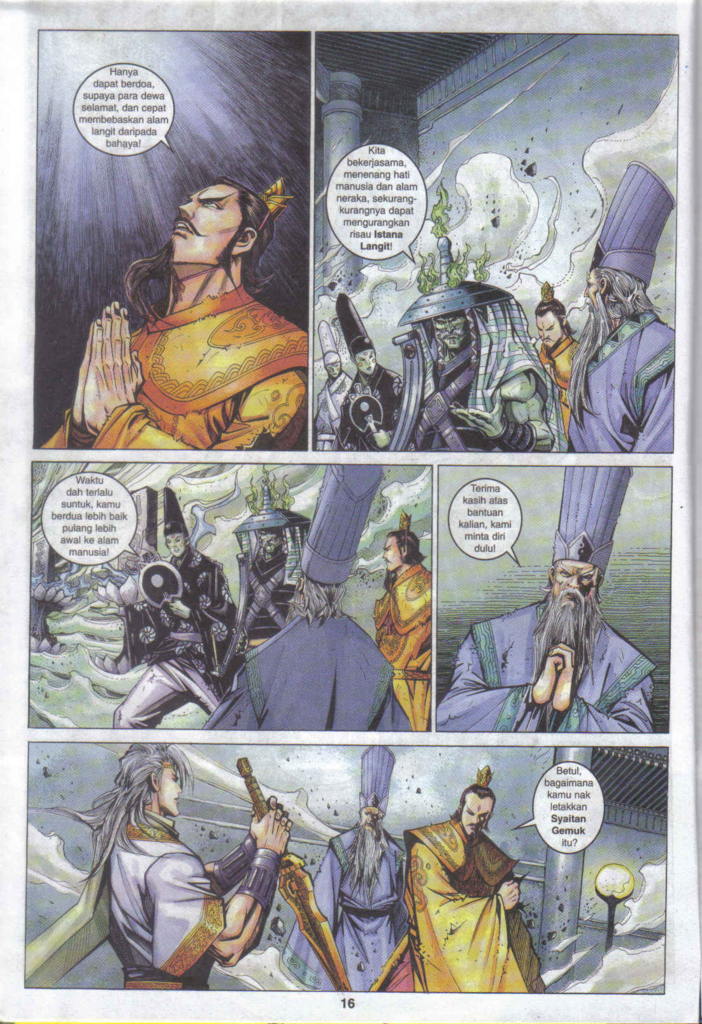 Hanya
dapat berdoa,
supaya para dewa
selamat, dan cepat
membebaskan alam
langit daripada
bahaya!
Kita
bekerjasama,
menenang hati
manusia dan alam
neraka, sekurang-
kurangnya dapat
mengurangkan
risau Istana
Langit!
Waktu
dah terlalu
suntuk, kamu
berdua lebih baik
pulang lebih
awal ke alam
manusia!
Terima
kasih atas
bantuan
kalian, kami
minta diri
dulu!
Betul,
bagaimana
kamu nak
letakkan
Syaitan
Gemuk
itu?
16